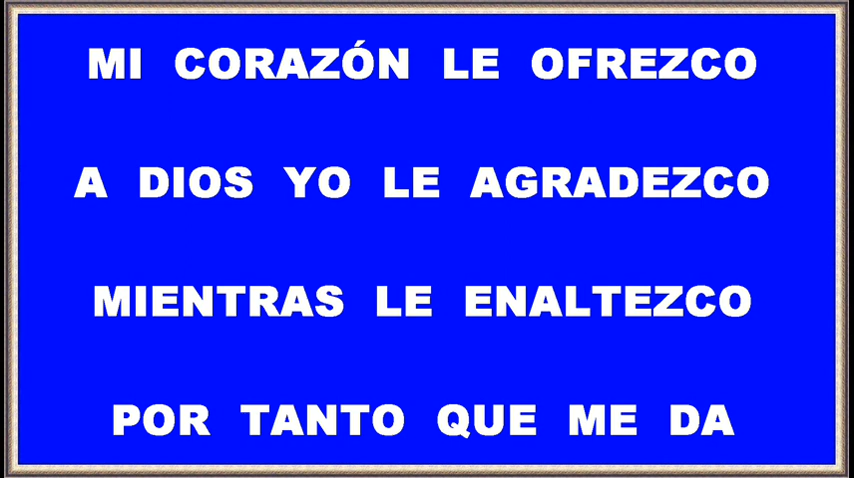 MI CORAZÓN LE OFREZCO
A DIOS YO LE AGRADEZCO
MIENTRAS LE ENALTEZCO
POR TANTO QUE ME DA